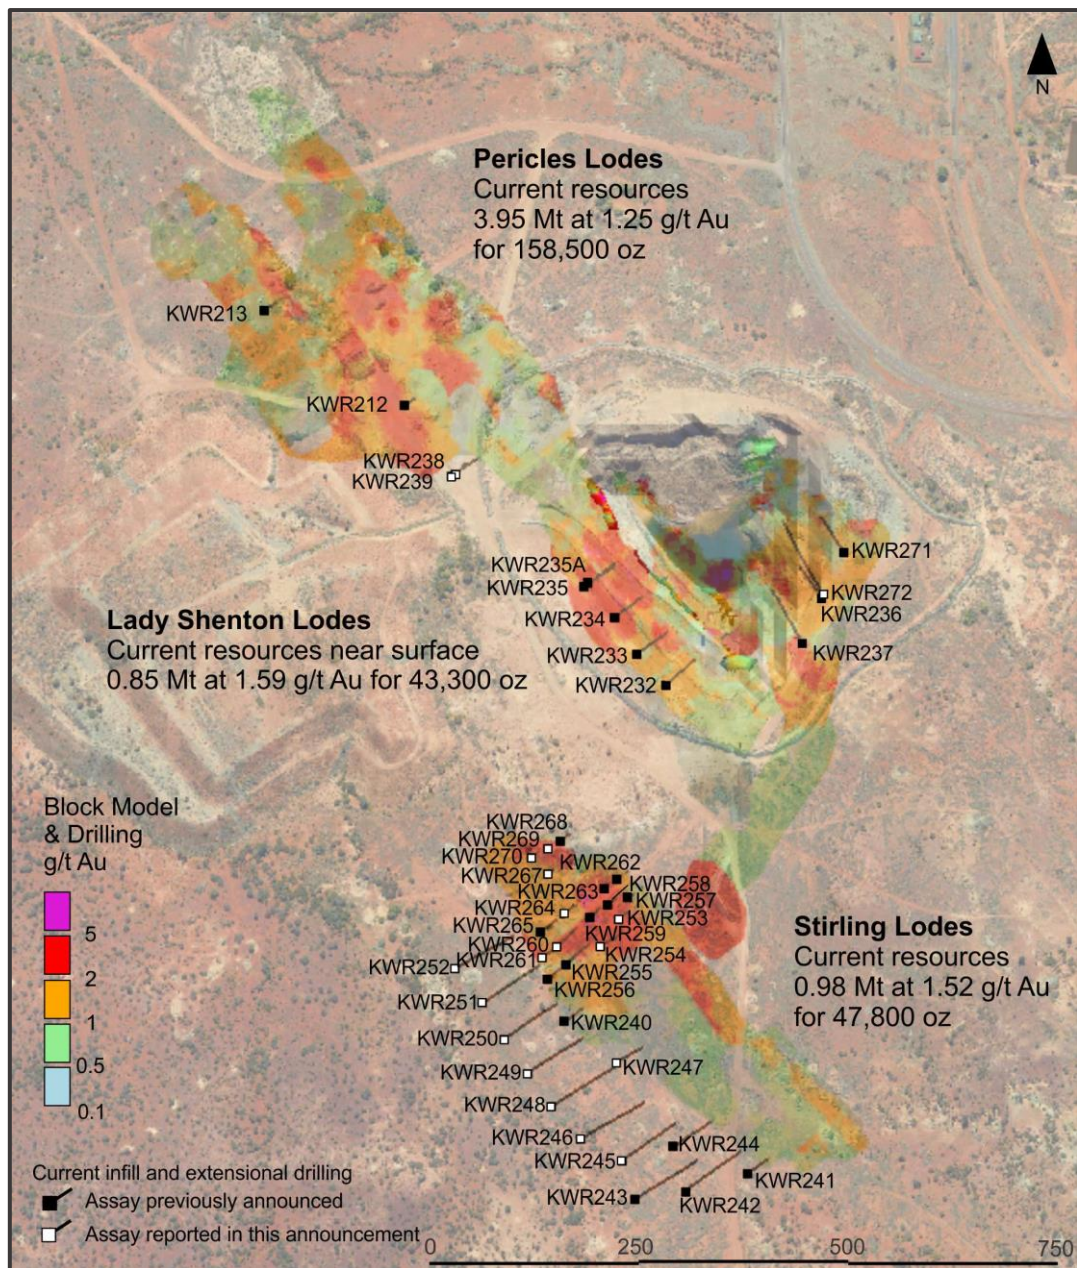 N
Pericles Lodes
Current resources
3.95 Mt at 1.25 g/t Au
for 158,500 oz
KWR213
KWR212
KWR238
KWR239
KWR271
KWR235A
KWR235
KWR272
KWR236
KWR234
Lady Shenton Lodes
Current resources near surface
0.85 Mt at 1.59 g/t Au for 43,300 oz
KWR233
KWR237
KWR232
Block Model
& Drilling
g/t Au
5
2
1
0.5
0.1
KWR268
KWR269
KWR270
KWR262
KWR267
KWR263
KWR258
KWR257
KWR264
KWR253
KWR265
KWR259
KWR260
KWR254
KWR261
KWR252
KWR255
KWR256
KWR251
KWR240
KWR250
KWR249
KWR247
KWR248
KWR246
KWR244
KWR245
KWR241
KWR243
KWR242
Stirling Lodes
Current resources
0.98 Mt at 1.52 g/t Au
for 47,800 oz
Current infill and extensional drilling
Assay previously announced
Assay reported in this announcement
0 250 500 750